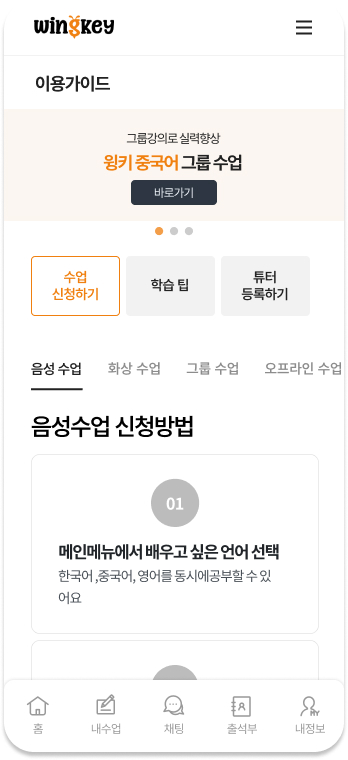 wingkey
이용가이드
그룹강의로 실력향상
윙키 중국어 그룹 수업
바로가기
수업
신청하기
학습 팁
튜터
등록하기
음성 수업 화상 수업 그룹 수업 오프라인 수업
음성수업 신청방법
01
메인메뉴에서 배우고 싶은 언어 선택
한국어 ,중국어, 영어를 동시에공부할 수 있
어요
홈 내수업 채팅 출석부 MY 내정보